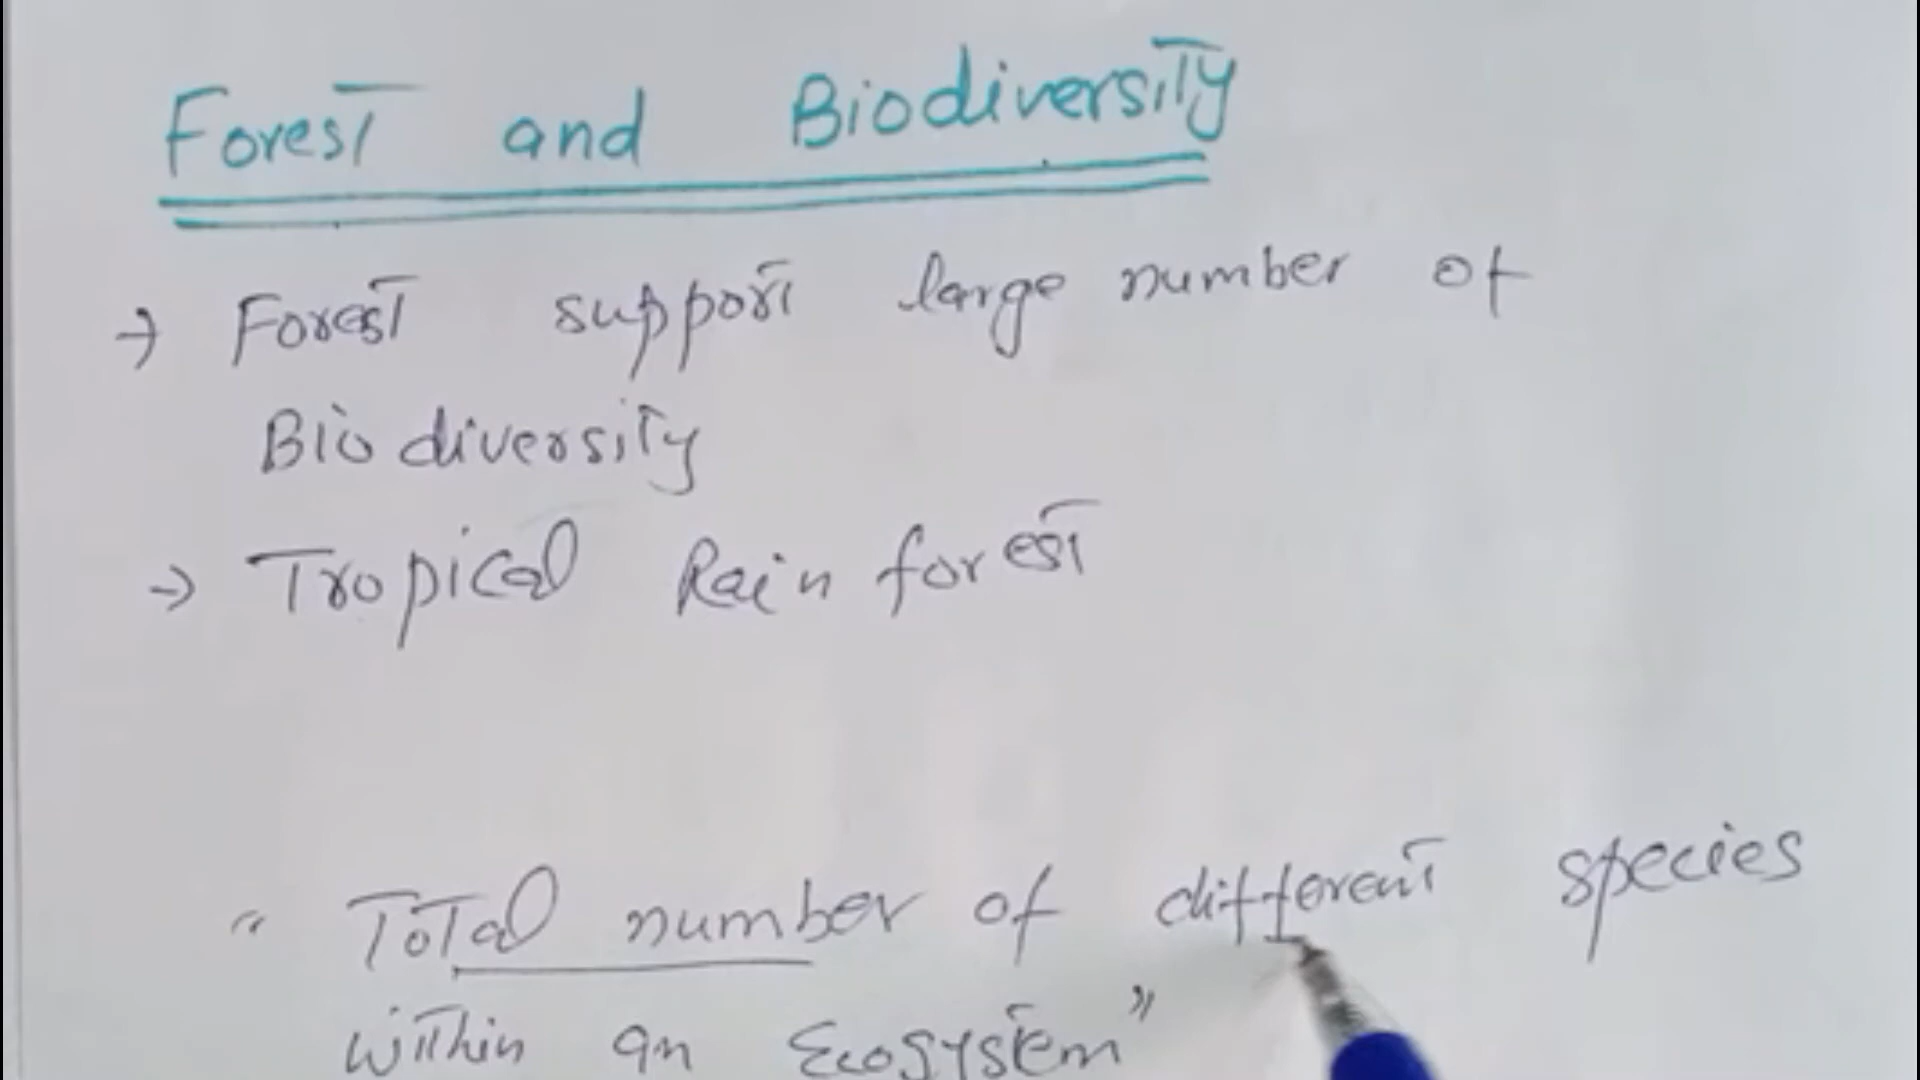 Forest and Biodiversity
→ Forest support large number of
Biodiversity
→ Tropical Rain forest
" Total number of different species
within an Ecosystem"